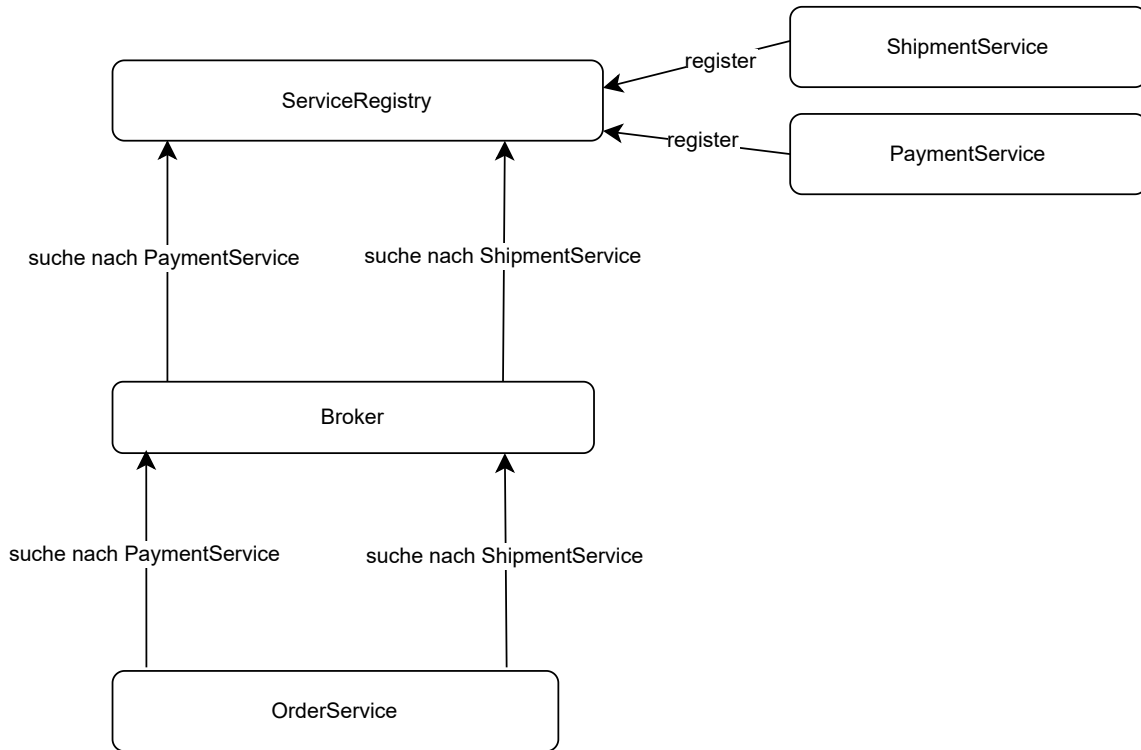 ShipmentService
register
ServiceRegistry
register
PaymentService
suche nach PaymentService
suche nach ShipmentService
Broker
suche nach PaymentService
suche nach ShipmentService
OrderService